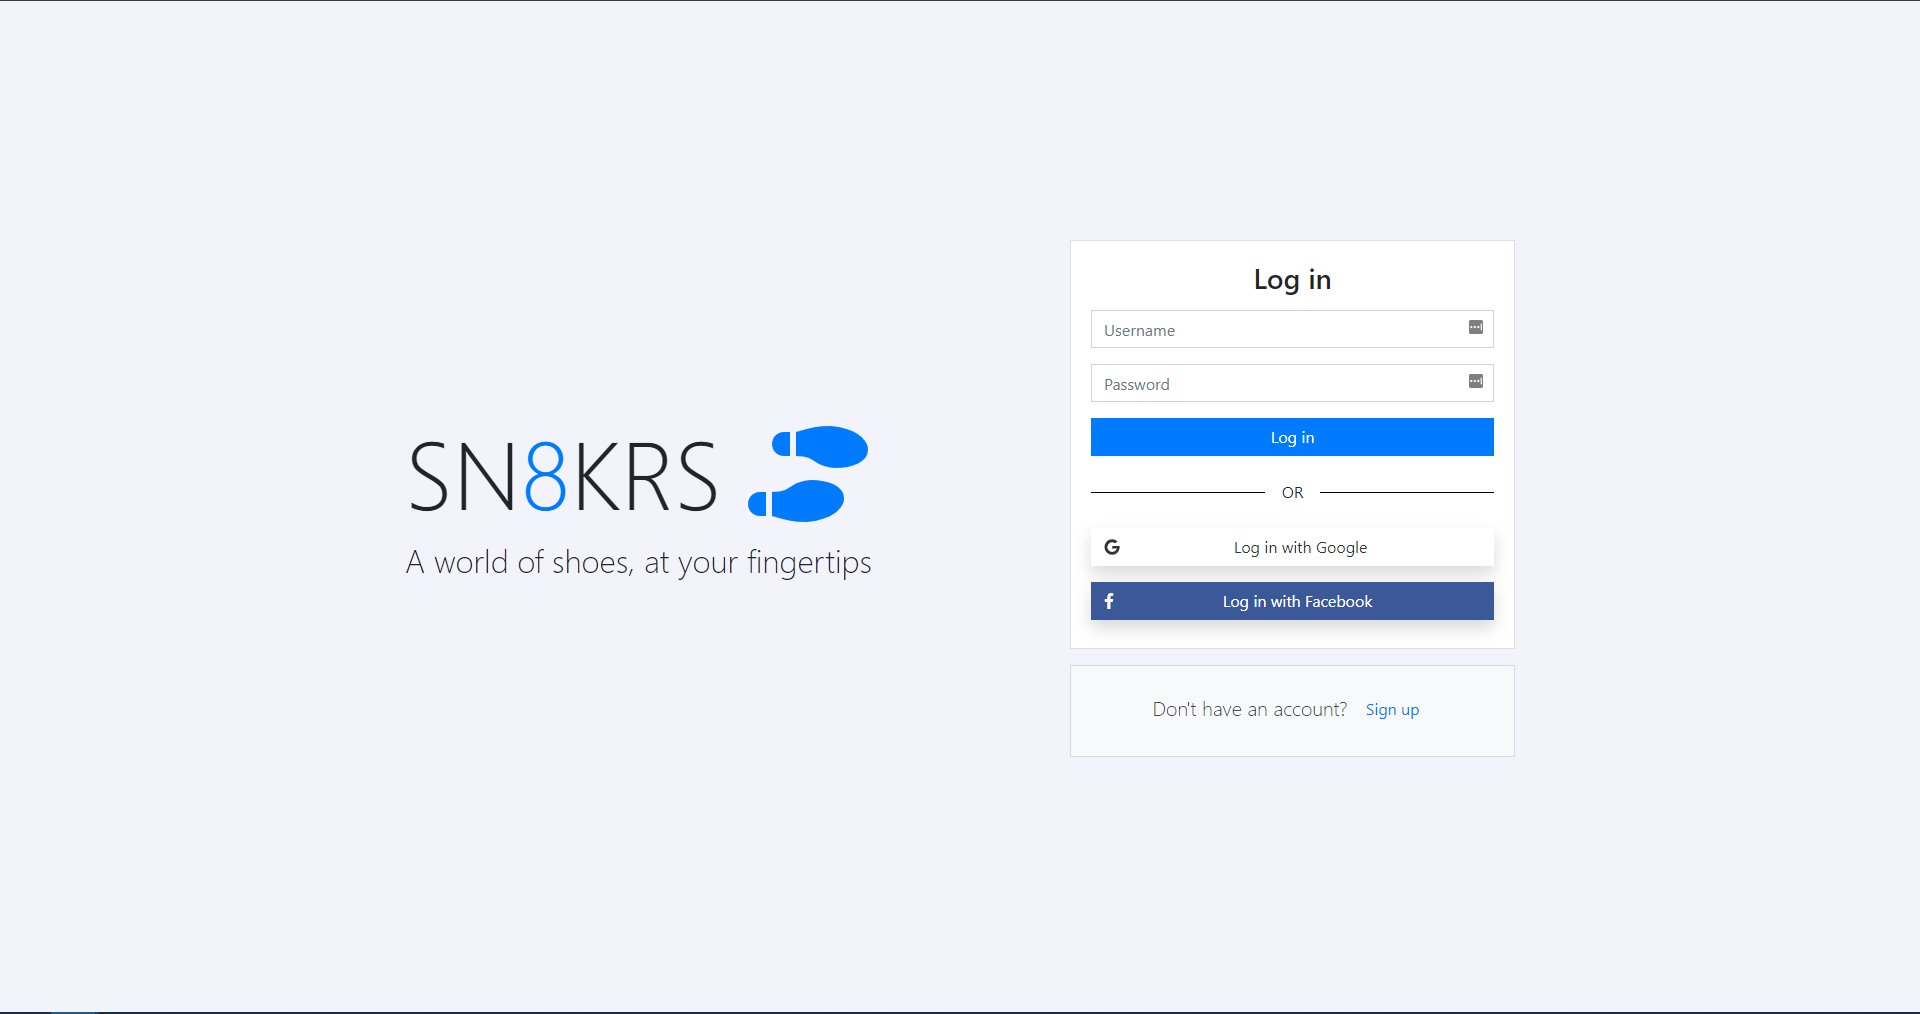 SN8KRS
A world of shoes, at your fingertips
Log in
Username
Password
Log in
OR
Log in with Google
Log in with Facebook
Don't have an account? Sign up